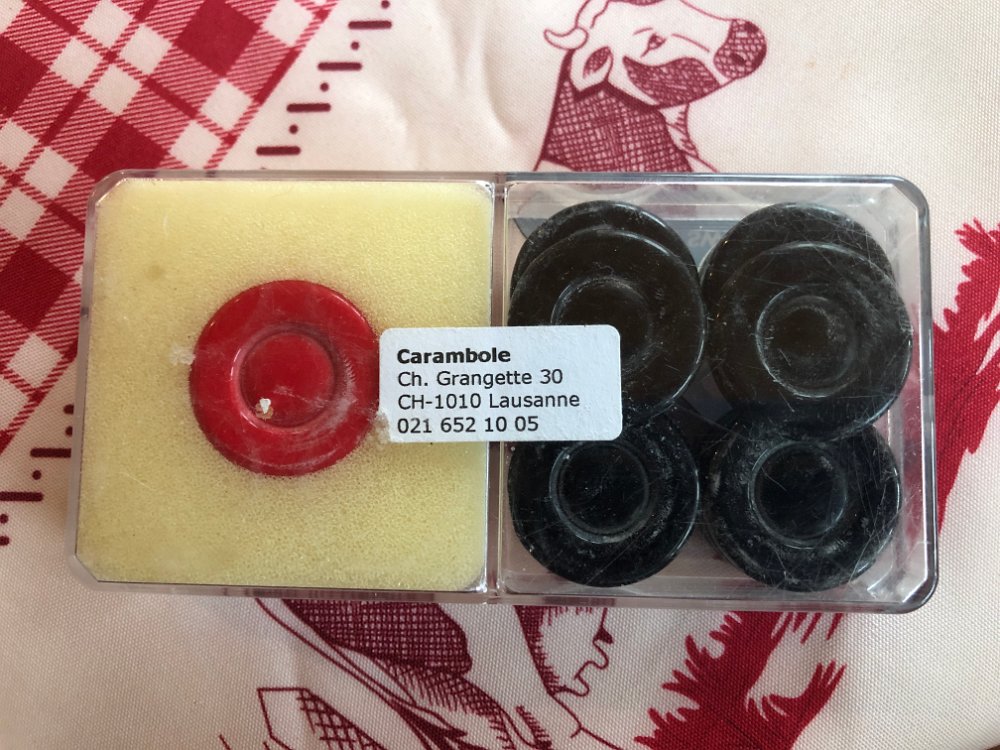 Carambole
Ch. Grangette 30
CH-1010 Lausanne
021 652 10 05